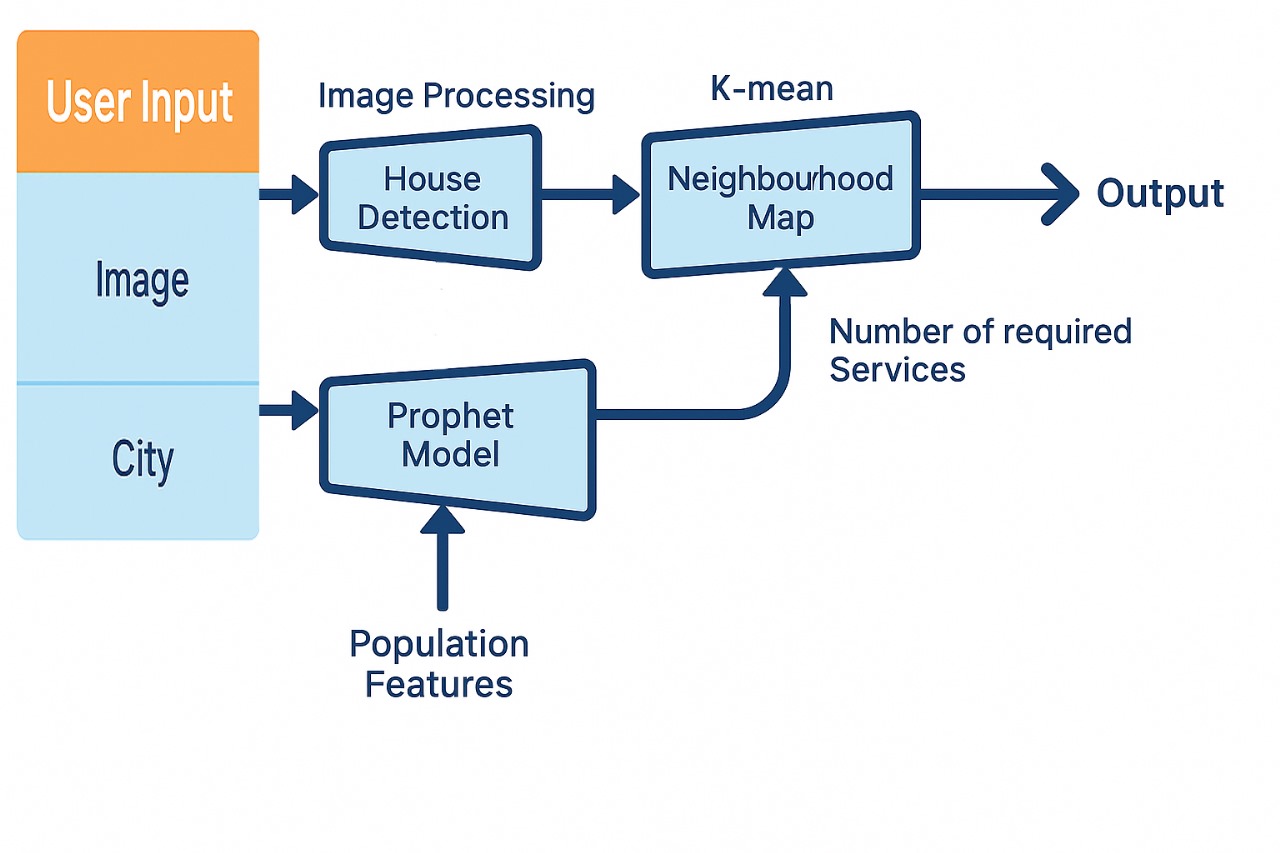 User Input
Image
City
Image Processing
House
Detection
K-mean
Neighbourhood
Map
Output
Prophet
Model
Number of required
Services
Population
Features